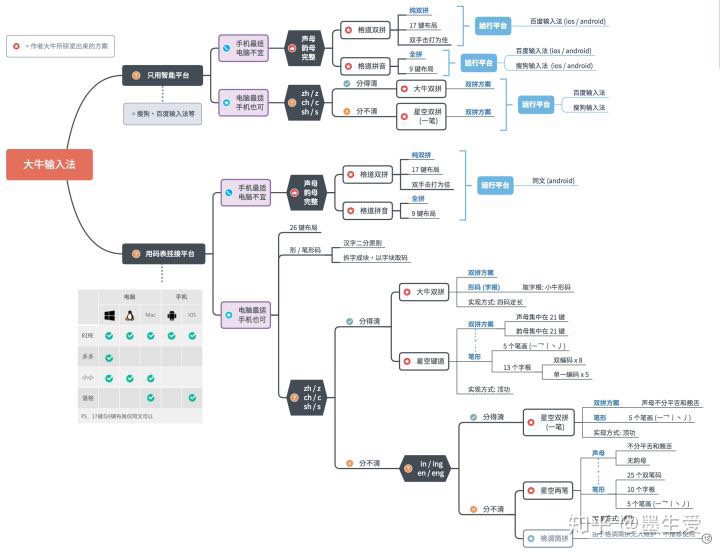 = 作者大牛所研发出来的方案
大牛输入法
只用智能平台
= 搜狗、百度输入法等
手机最适
电脑不宜
声母
韵母
完整
格道双拼
纯双拼
17 键布局
双手击打为佳
运行平台
百度输入法 (ios / android)
格道拼音
全拼
9 键布局
运行平台
百度输入法 (ios / android)
搜狗输入法 (ios / android)
电脑最适
手机也可
zh / z
ch / c
sh / s
分得清
大牛双拼
双拼方案
分不清
星空双拼
(一笔)
双拼方案
运行平台
百度输入法
搜狗输入法
用码表挂接平台
手机最适
电脑不宜
声母
韵母
完整
格道双拼
纯双拼
17 键布局
双手击打为佳
格道拼音
全拼
9 键布局
运行平台
同文 (android)
电脑最适
手机也可
26 键布局
形 / 笔形码
汉字二分原则
拆字成块，以字块取码
zh / z
ch / c
sh / s
分得清
大牛双拼
双拼方案
形码 (字根)
取字根: 小牛形码
实现方式: 四码定长
星空键道
双拼方案
声母集中在 21 键
韵母集中在 21 键
笔形
5 个笔画 (一乛丨丶丿)
13 个字根
双编码 x 8
单一编码 x 5
实现方式: 顶功
分不清
in / ing
en / eng
分得清
星空双拼
(一笔)
双拼方案
声母不分平舌和翘舌
笔形
5 个笔画 (一乛丨丶丿)
实现方式: 顶功
分不清
星空两笔
声母
不分平舌和翘舌
无韵母
笔形
25 个双笔码
10 个字根
5 个笔画 (一乛丨丶丿)
格调简拼
电脑
手机
Mac
iOS
RIME
多多
小小
落格
PS、17键与9键布局仅同文可以
知乎 @墨生爱
12